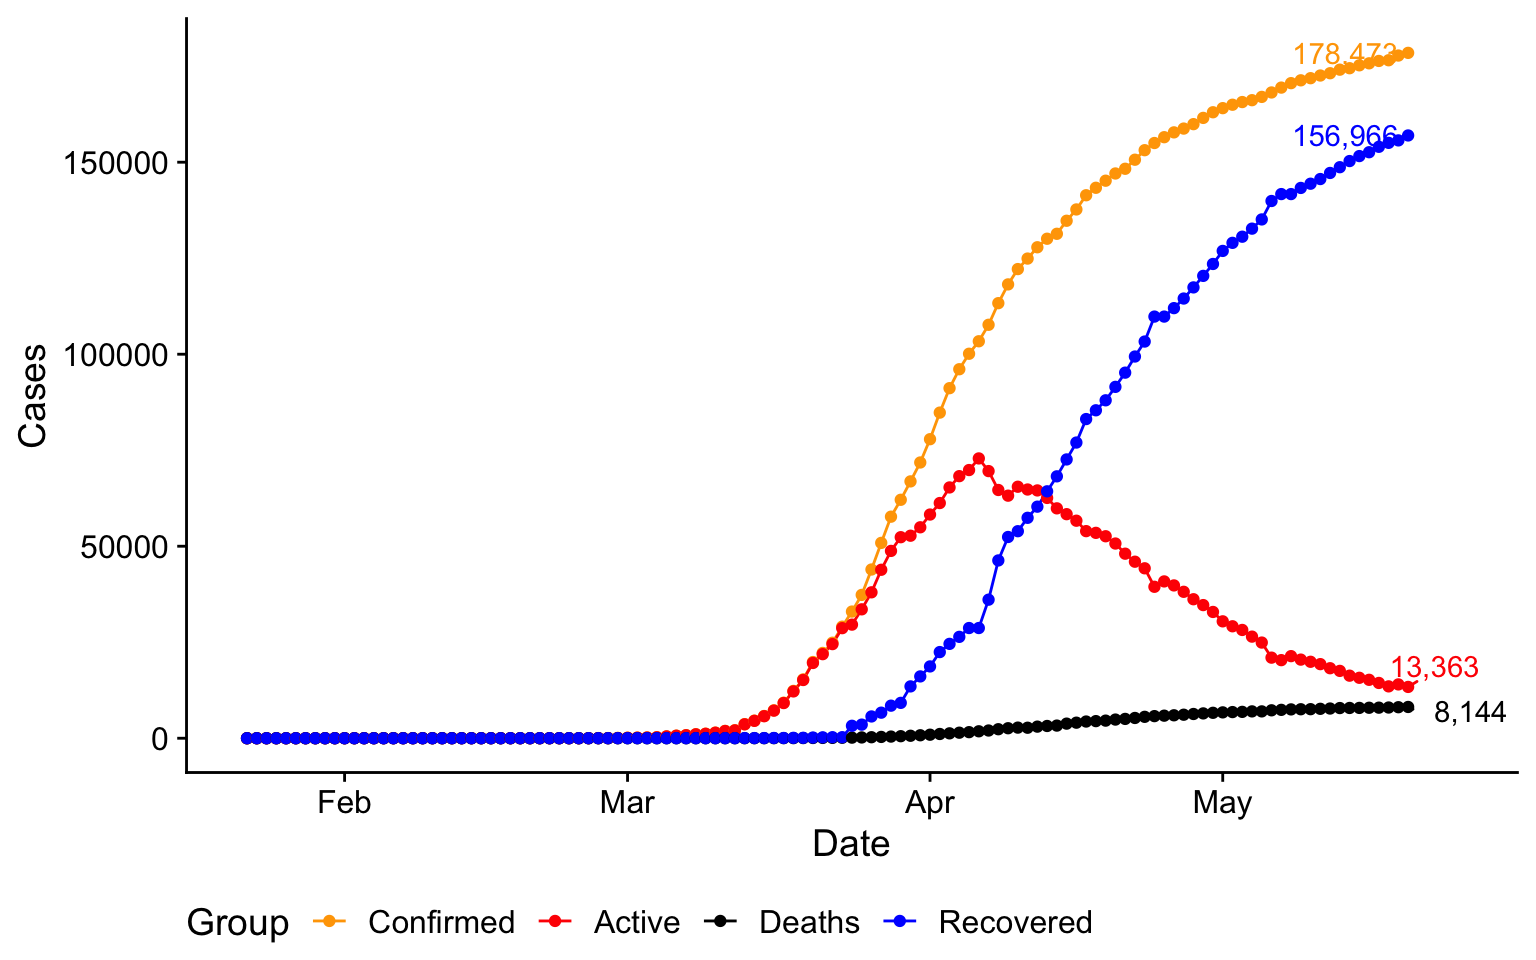 178,473
156,966
150000
100000
Cases
50000
13,363
8,144
0
Feb Mar Apr May
Date
Group Confirmed Active Deaths Recovered